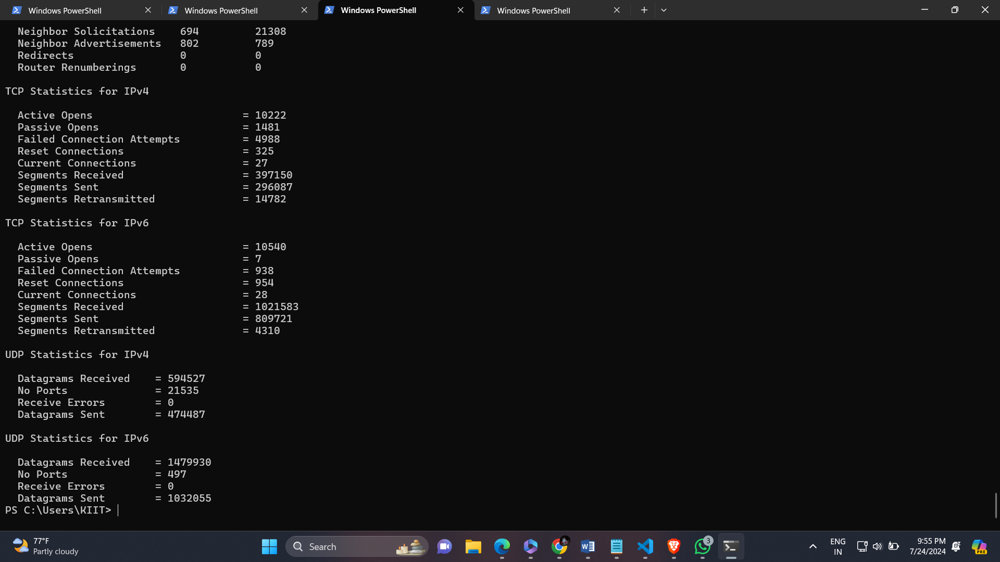 Windows PowerShell
Windows PowerShell
Windows PowerShell
Windows PowerShell
Neighbor Solicitations 694 21308
Neighbor Advertisements 802 789
Redirects 0 0
Router Renumberings 0 0
TCP Statistics for IPv4
Active Opens = 10222
Passive Opens = 1481
Failed Connection Attempts = 4988
Reset Connections = 325
Current Connections = 27
Segments Received = 397150
Segments Sent = 296087
Segments Retransmitted = 14782
TCP Statistics for IPv6
Active Opens = 10540
Passive Opens = 7
Failed Connection Attempts = 938
Reset Connections = 954
Current Connections = 28
Segments Received = 1021583
Segments Sent = 809721
Segments Retransmitted = 4310
UDP Statistics for IPv4
Datagrams Received = 594527
No Ports = 21535
Receive Errors = 0
Datagrams Sent = 474487
UDP Statistics for IPv6
Datagrams Received = 1479930
No Ports = 497
Receive Errors = 0
Datagrams Sent = 1032055
PS C:\Users\KIIT>
77°F
Partly cloudy
Search
W
3
ENG
IN
9:55 PM
7/24/2024
PRE